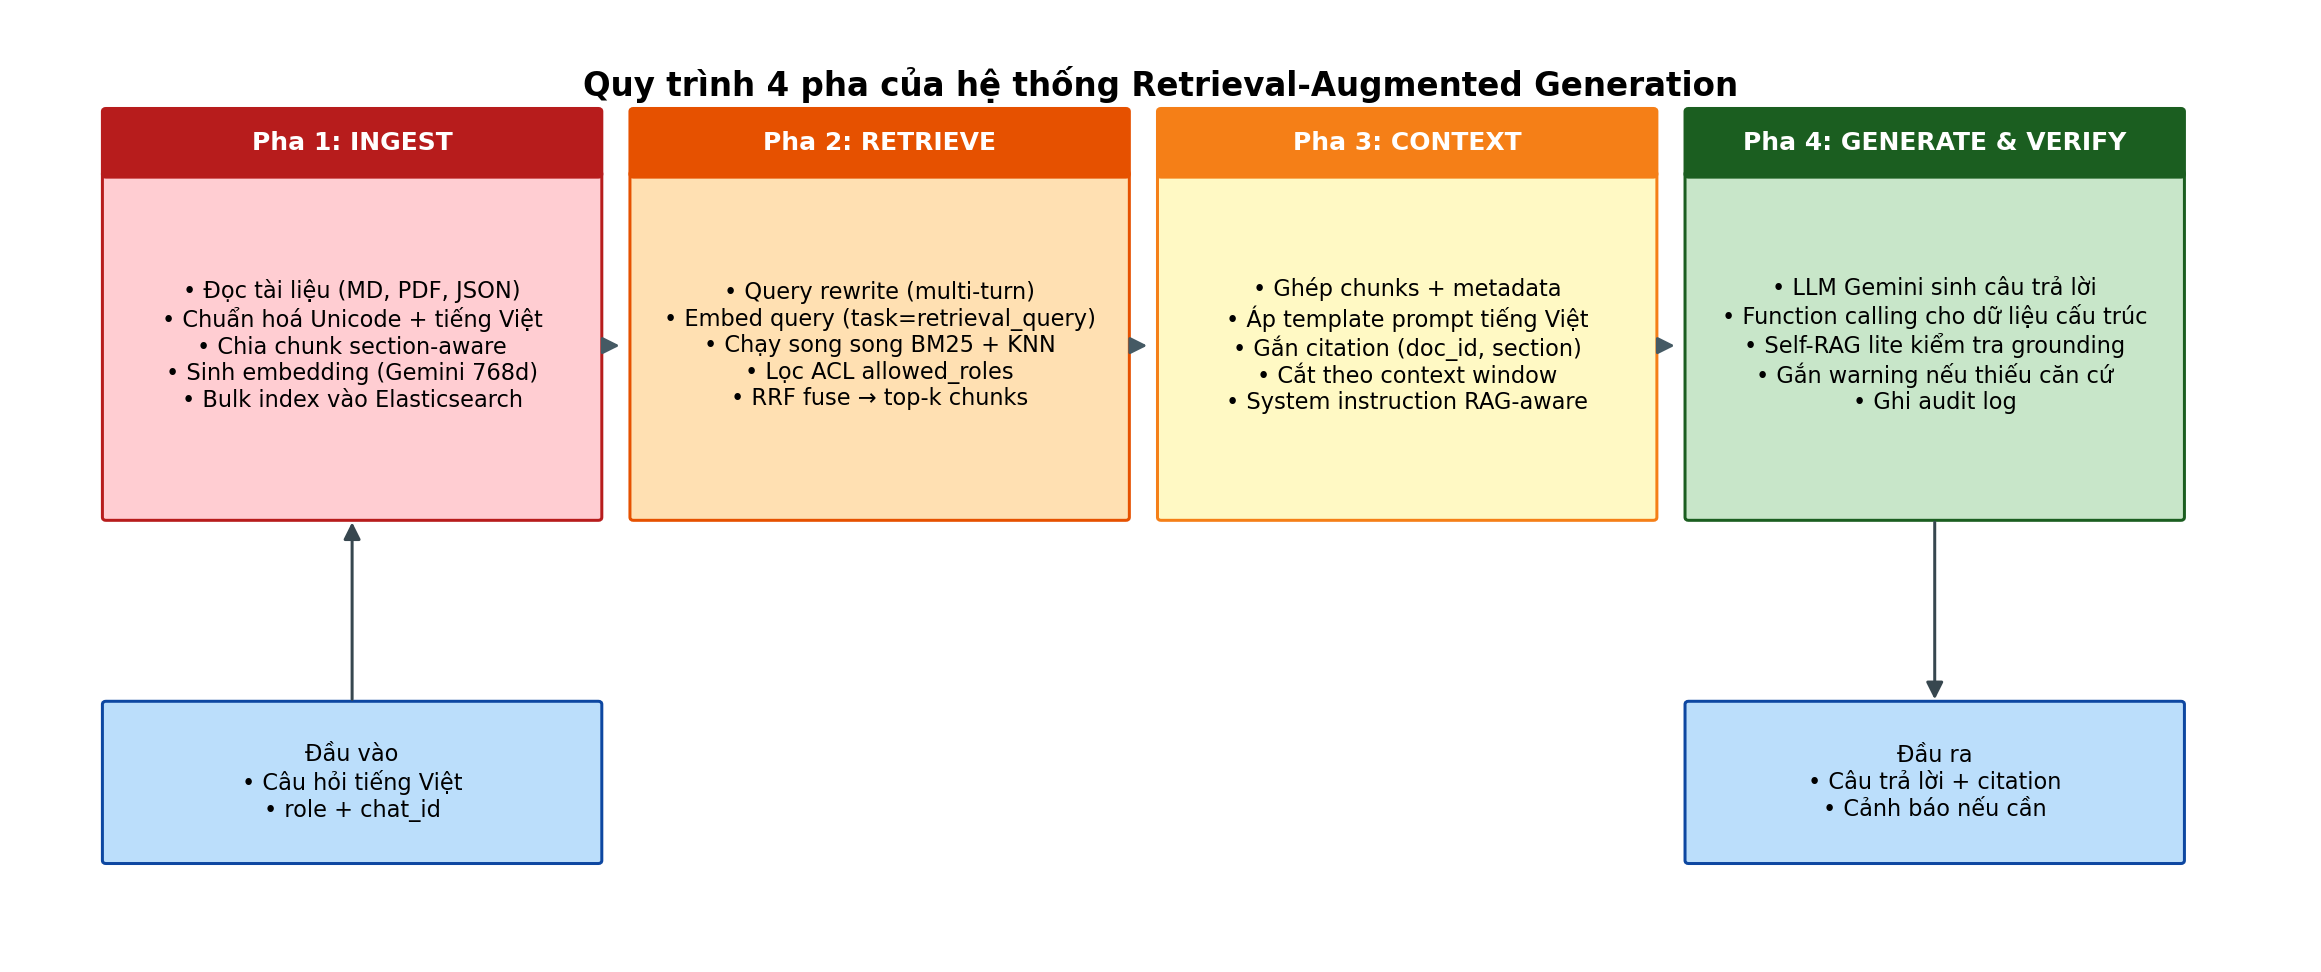 Quy trình 4 pha của hệ thống Retrieval-Augmented Generation
Pha 1: INGEST
• Đọc tài liệu (MD, PDF, JSON)
• Chuẩn hoá Unicode + tiếng Việt
• Chia chunk section-aware
• Sinh embedding (Gemini 768d)
• Bulk index vào Elasticsearch
Pha 2: RETRIEVE
• Query rewrite (multi-turn)
• Embed query (task=retrieval_query)
• Chạy song song BM25 + KNN
• Lọc ACL allowed_roles
• RRF fuse → top-k chunks
Pha 3: CONTEXT
• Ghép chunks + metadata
• Áp template prompt tiếng Việt
• Gắn citation (doc_id, section)
• Cắt theo context window
• System instruction RAG-aware
Pha 4: GENERATE & VERIFY
• LLM Gemini sinh câu trả lời
• Function calling cho dữ liệu cấu trúc
• Self-RAG lite kiểm tra grounding
• Gắn warning nếu thiếu căn cứ
• Ghi audit log
Đầu vào
• Câu hỏi tiếng Việt
• role + chat_id
Đầu ra
• Câu trả lời + citation
• Cảnh báo nếu cần